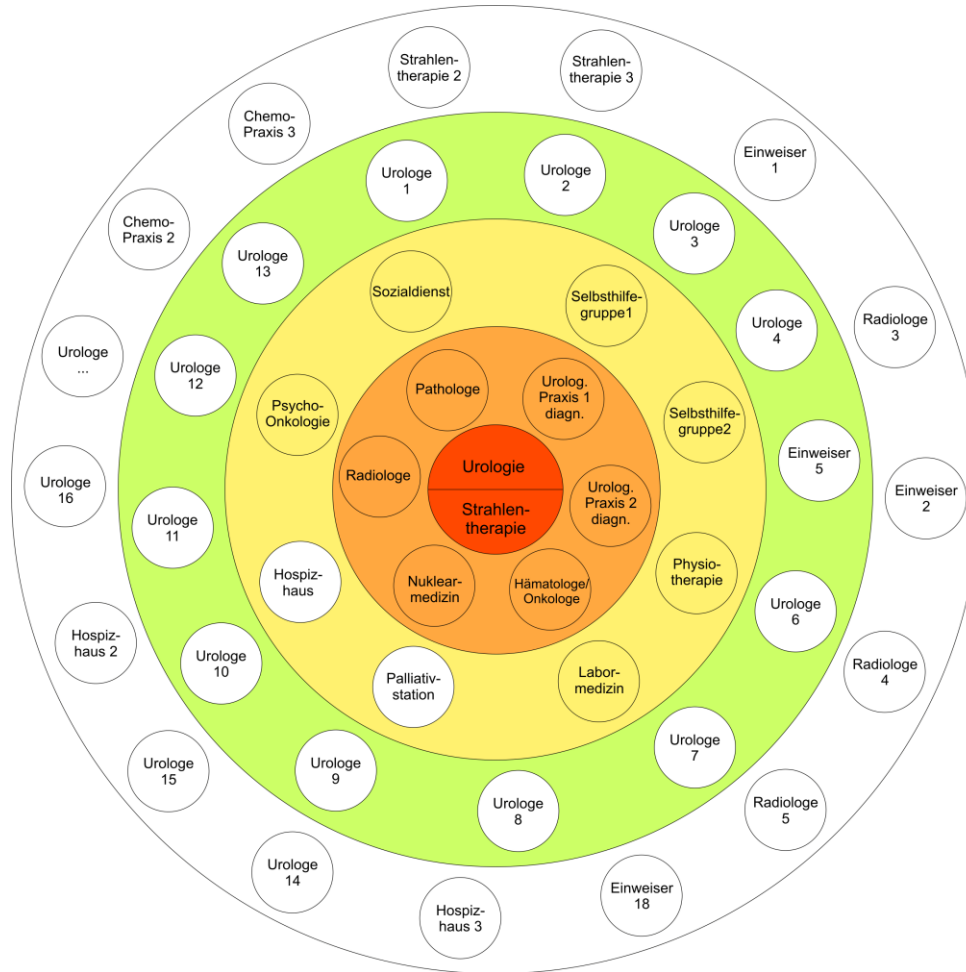 Strahlen-
therapie 2
Strahlen-
therapie 3
Chemo-
Praxis 3
Einweiser
1
Chemo-
Praxis 2
Radiologe
3
Urologe
...
Urologe
16
Einweiser
2
Hospiz-
haus 2
Radiologe
4
Urologe
15
Radiologe
5
Urologe
14
Einweiser
18
Hospiz-
haus 3
Urologe
1
Urologe
2
Urologe
13
Urologe
3
Urologe
12
Urologe
4
Urologe
11
Einweiser
5
Urologe
10
Urologe
6
Urologe
9
Urologe
7
Urologe
8
Sozialdienst
Selbsthilfe-
gruppe1
Psycho-
Onkologie
Selbsthilfe-
gruppe2
Hospiz-
haus
Physio-
therapie
Palliativ-
station
Labor-
medizin
Pathologe
Urolog.
Praxis 1
diagn.
Radiologe
Urolog.
Praxis 2
diagn.
Nuklear-
medizin
Hämatologe/
Onkologe
Urologie
Strahlen-
therapie